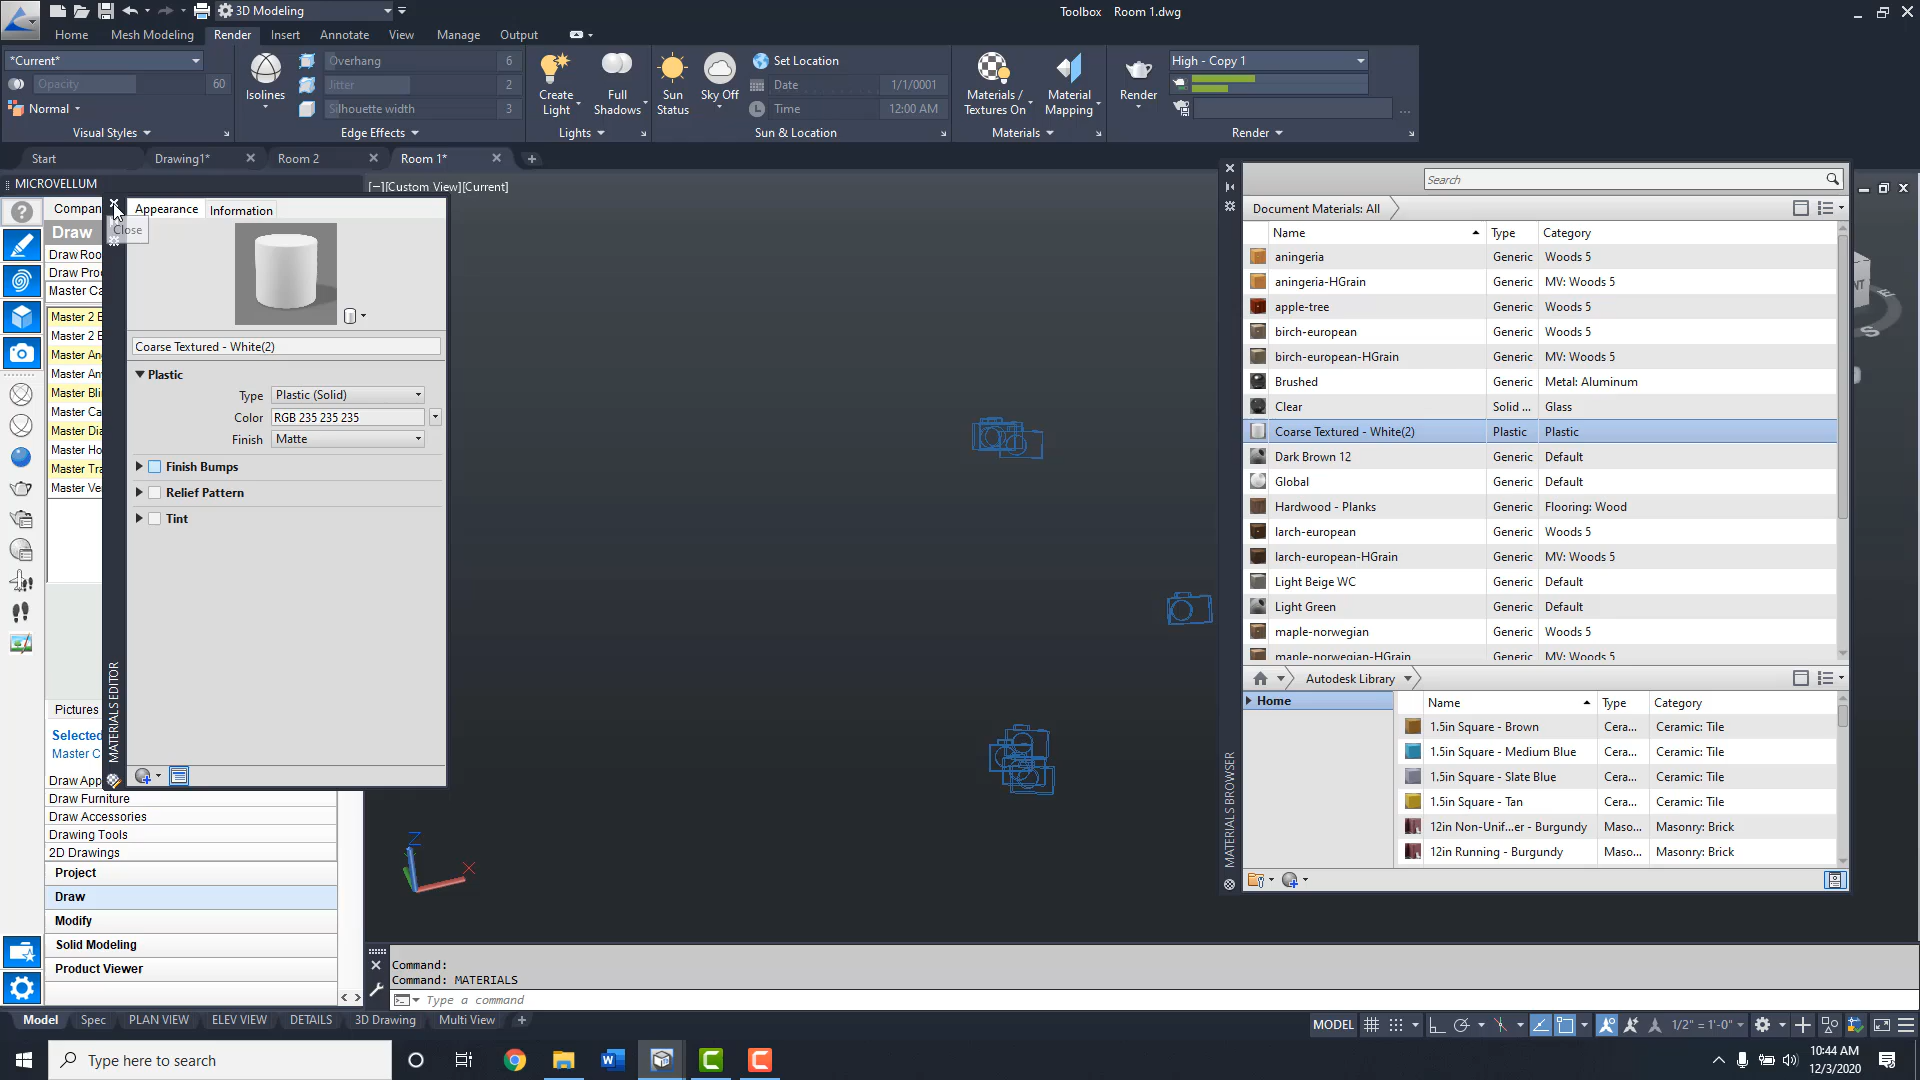 3D Modeling
Toolbox Room 1.dwg
Home Mesh Modeling Render Insert Annotate View Manage Output
*Current*
Opacity 60
Normal
Visual Styles
Isolines
Overhang 6
Jitter 2
Silhouette width 3
Edge Effects
Create Light
Full Shadows
Lights
Sun Status
Sky Off
Set Location
Date 1/1/0001
Time 12:00 AM
Sun & Location
Materials / Textures On
Material Mapping
Materials
Render
High - Copy 1
Render
Start Drawing1* Room 2 Room 1*
MICROVELLUM
[−][Custom View][Current]
Compan
Draw
Draw Roo
Draw Pro
Master Ca
Master 2 E
Master 2 E
Master An
Master Bli
Master Ca
Master Dia
Master Ho
Master Tra
Master Ve
Pictures
Selected
Master C
Draw App
Draw Furniture
Draw Accessories
Drawing Tools
2D Drawings
Project
Draw
Modify
Solid Modeling
Product Viewer
Close
Appearance Information
Coarse Textured - White(2)
Plastic
Type Plastic (Solid)
Color RGB 235 235 235
Finish Matte
Finish Bumps
Relief Pattern
Tint
MATERIALS EDITOR
Z
X
Search
Document Materials: All
Name Type Category
aningeria Generic Woods 5
aningeria-HGrain Generic MV: Woods 5
apple-tree Generic Woods 5
birch-european Generic Woods 5
birch-european-HGrain Generic MV: Woods 5
Brushed Generic Metal: Aluminum
Clear Solid ... Glass
Coarse Textured - White(2) Plastic Plastic
Dark Brown 12 Generic Default
Global Generic Default
Hardwood - Planks Generic Flooring: Wood
larch-european Generic Woods 5
larch-european-HGrain Generic MV: Woods 5
Light Beige WC Generic Default
Light Green Generic Default
maple-norwegian Generic Woods 5
maple-norwegian-HGrain Generic MV: Woods 5
Autodesk Library
Home
Name Type Category
1.5in Square - Brown Cera... Ceramic: Tile
1.5in Square - Medium Blue Cera... Ceramic: Tile
1.5in Square - Slate Blue Cera... Ceramic: Tile
1.5in Square - Tan Cera... Ceramic: Tile
12in Non-Unif...er - Burgundy Maso... Masonry: Brick
12in Running - Burgundy Maso... Masonry: Brick
MATERIALS BROWSER
NT
S
Command:
Command: MATERIALS
Type a command
Model Spec PLAN VIEW ELEV VIEW DETAILS 3D Drawing Multi View
MODEL 1/2" = 1'-0"
Type here to search
10:44 AM
12/3/2020